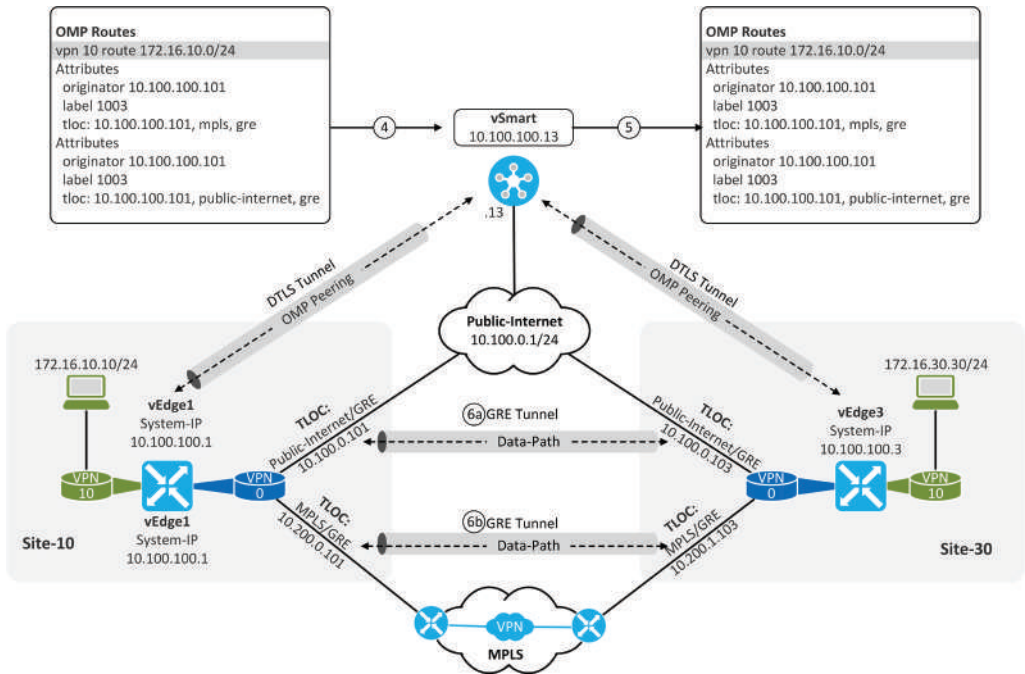 OMP Routes
vpn 10 route 172.16.10.0/24
Attributes
originator 10.100.100.101
label 1003
tloc: 10.100.100.101, mpls, gre
Attributes
originator 10.100.100.101
label 1003
tloc: 10.100.100.101, public-internet, gre
4
vSmart
10.100.100.13
5
OMP Routes
vpn 10 route 172.16.10.0/24
Attributes
originator 10.100.100.101
label 1003
tloc: 10.100.100.101, mpls, gre
Attributes
originator 10.100.100.101
label 1003
tloc: 10.100.100.101, public-internet, gre
.13
DTLS Tunnel
OMP Peering
DTLS Tunnel
OMP Peering
Public-Internet
10.100.0.1/24
172.16.10.10/24
vEdge1
System-IP
10.100.100.1
VPN
10
vEdge1
System-IP
10.100.100.1
Site-10
VPN
0
TLOC:
Public-Internet/GRE
10.100.0.101
TLOC:
MPLS/GRE
10.200.0.101
6a GRE Tunnel
Data-Path
6b GRE Tunnel
Data-Path
TLOC:
Public-Internet/GRE
10.100.0.103
TLOC:
MPLS/GRE
10.200.1.103
172.16.30.30/24
vEdge3
System-IP
10.100.100.3
VPN
0
VPN
10
Site-30
VPN
MPLS